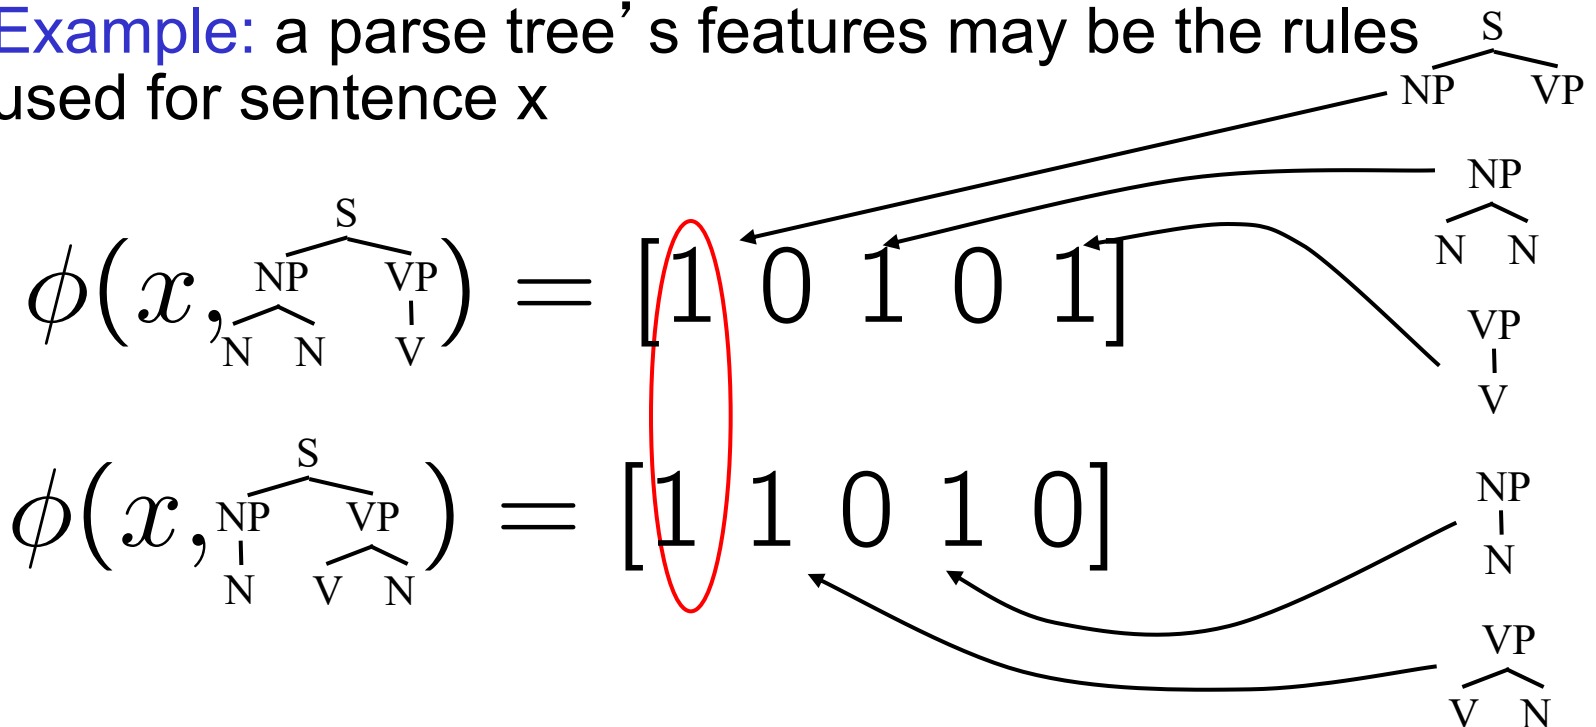 Example: a parse tree's features may be the rules
used for sentence x
S
NP VP
NP
N N
VP
V
NP
N
VP
V N
S
NP VP
N N V
ϕ(x, ) = [1 0 1 0 1]
S
NP VP
N V N
ϕ(x, ) = [1 1 0 1 0]